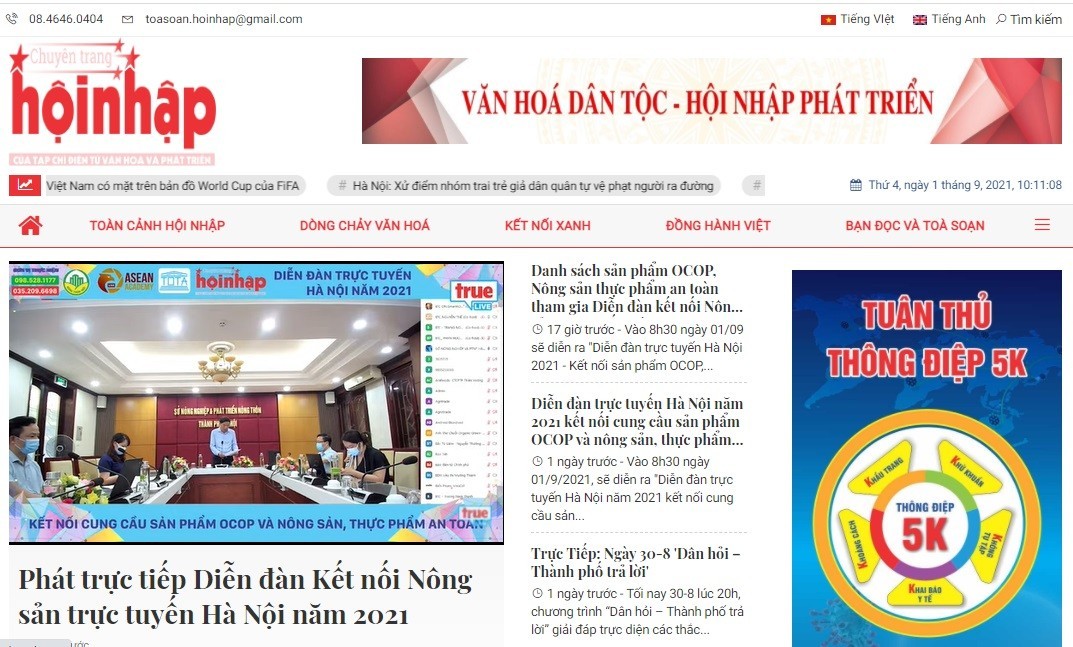 08.4646.0404
toasoan.hoinhap@gmail.com
Tiếng VIệt
Tiếng Anh
Tìm kiếm
Chuyên trang
hộinhập
CỦA TẠP CHÍ ĐIỆN TỬ VĂN HÓA VÀ PHÁT TRIỂN
VĂN HOÁ DÂN TỘC - HỘI NHẬP PHÁT TRIỂN
Việt Nam có mặt trên bản đồ World Cup của FIFA
# Hà Nội: Xử điểm nhóm trai trẻ giả dân quân tự vệ phạt người ra đường
#
Thứ 4, ngày 1 tháng 9, 2021, 10:11:08
TOÀN CẢNH HỘI NHẬP
DÒNG CHẢY VĂN HOÁ
KẾT NỐI XANH
ĐỒNG HÀNH VIỆT
BẠN ĐỌC VÀ TOÀ SOẠN
098.528.1177
035.209.6698
ASEAN
ACADEMY
hộinhập
DIỄN ĐÀN TRỰC TUYẾN
HÀ NỘI NĂM 2021
true
LIVE
SỞ NÔNG NGHIỆP & PHÁT TRIỂN NÔNG THÔN
THÀNH PHỐ HÀ NỘI
true
KẾT NỐI CUNG CẦU SẢN PHẨM OCOP VÀ NÔNG SẢN, THỰC PHẨM AN TOÀN
Phát trực tiếp Diễn đàn Kết nối Nông
sản trực tuyến Hà Nội năm 2021
Danh sách sản phẩm OCOP,
Nông sản thực phẩm an toàn
tham gia Diễn đàn kết nối Nôn...
17 giờ trước - Vào 8h30 ngày 01/09
sẽ diễn ra "Diễn đàn trực tuyến Hà Nội
2021 - Kết nối sản phẩm OCOP,...
Diễn đàn trực tuyến Hà Nội năm
2021 kết nối cung cầu sản phẩm
OCOP và nông sản, thực phẩm...
1 ngày trước - Vào 8h30 ngày
01/9/2021, sẽ diễn ra "Diễn đàn trực
tuyến Hà Nội năm 2021 kết nối cung
cầu sản...
Trực Tiếp: Ngày 30-8 'Dân hỏi –
Thành phố trả lời'
1 ngày trước - Tối nay 30-8 lúc 20h,
chương trình “Dân hỏi – Thành phố trả
lời” giải đáp trực diện các thắc...
TUÂN THỦ
THÔNG ĐIỆP 5K
KHẨU TRANG
KHỬ KHUẨN
KHOẢNG CÁCH
THÔNG ĐIỆP
5K
KHÔNG
TỤ TẬP
KHAI BÁO
Y TẾ